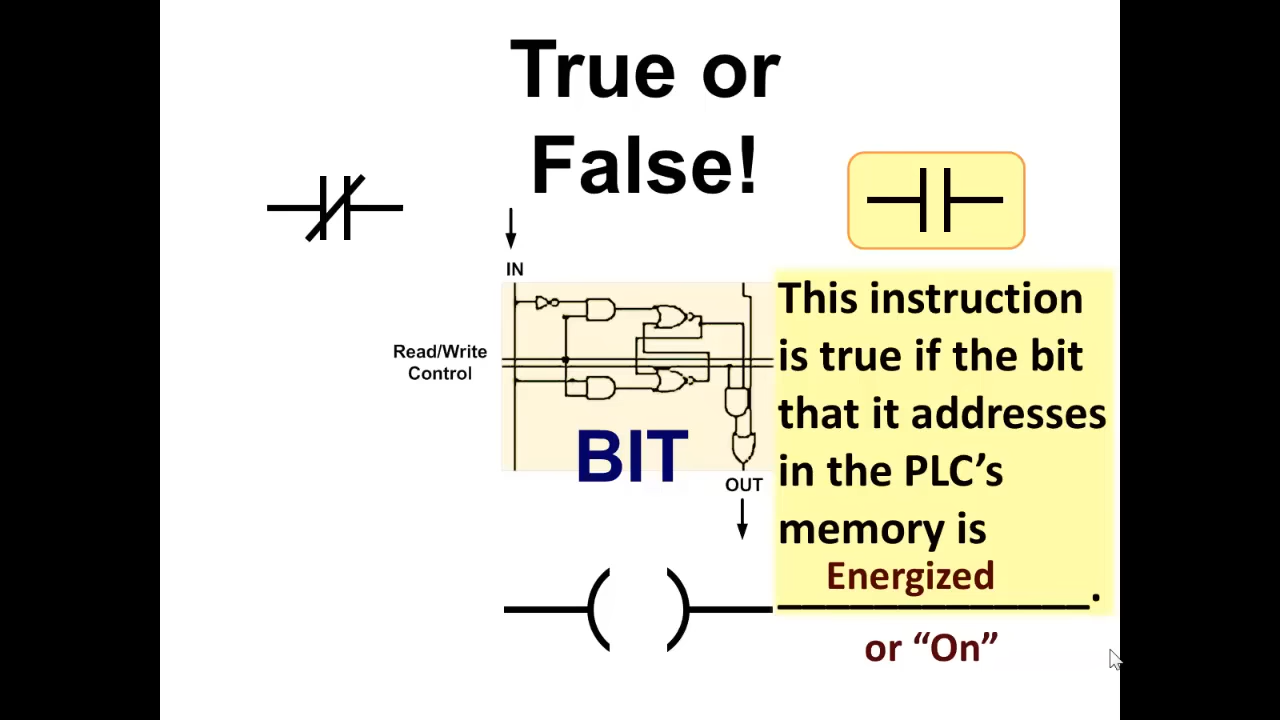 True or
False!
IN
Read/Write
Control
BIT
OUT
This instruction
is true if the bit
that it addresses
in the PLC’s
memory is
Energized
_______________.
or “On”